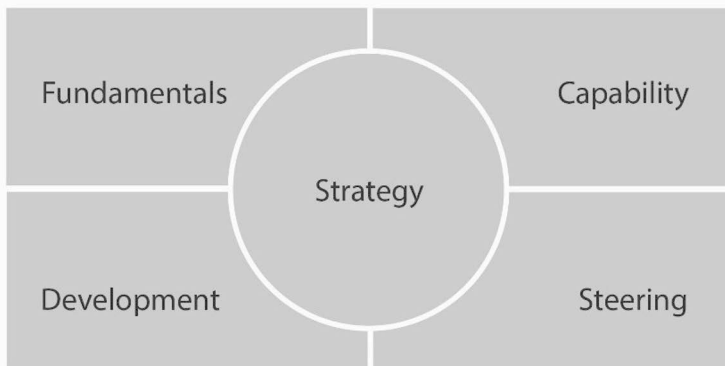 Fundamentals
Capability
Strategy
Development
Steering